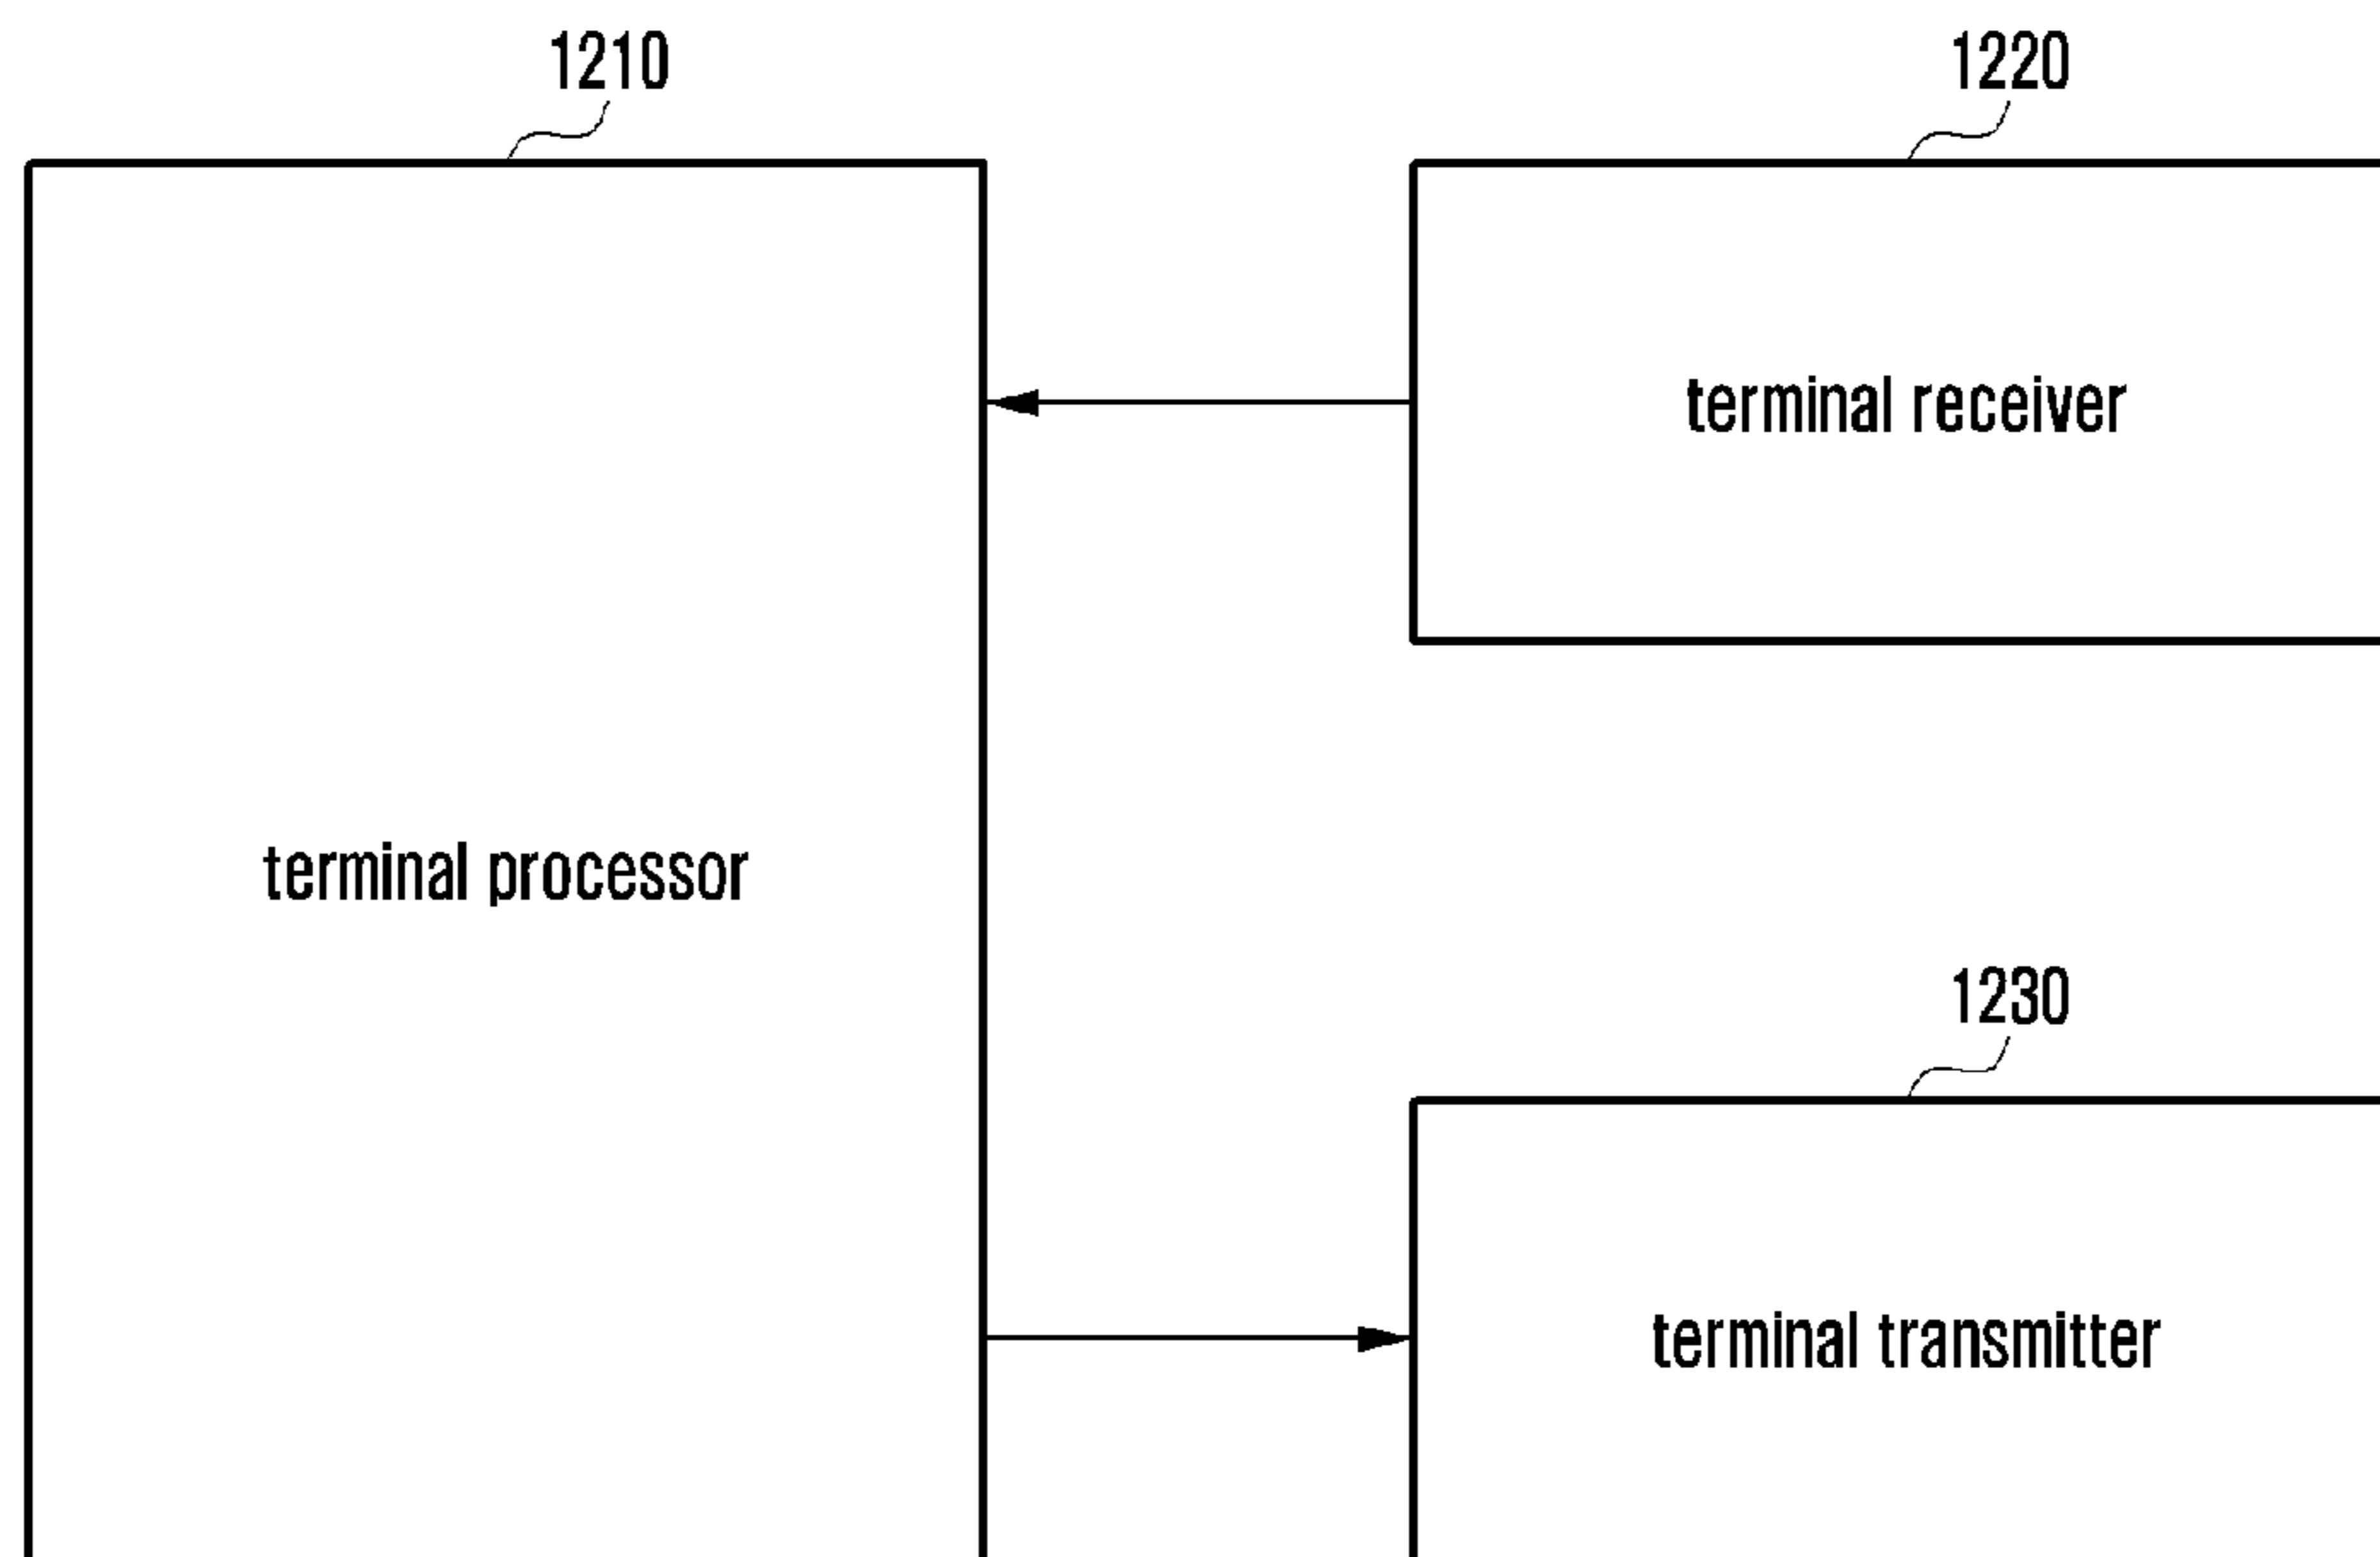 1210
1220
terminal receiver
terminal processor
1230
terminal transmitter